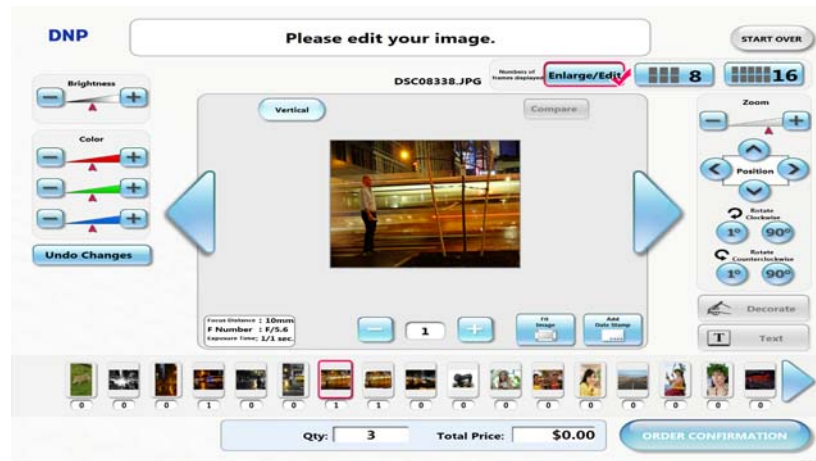 DNP
Please edit your image.
START OVER
DSC08338.JPG
Numbers of
frames displayed
Enlarge/Edit
8
16
Brightness
Color
Undo Changes
Vertical
Compare
Zoom
Position
Rotate
Clockwise
1° 90°
Rotate
Counterclockwise
1° 90°
Decorate
T Text
Focus Distance : 10mm
F Number : F/5.6
Exposure Time; 1/1 sec.
1
Fit
Image
Add
Date Stamp
0 0 0 1 0 0 1 1 0 0 0 0 0 0 0 0 0
Qty: 3 Total Price: $0.00
ORDER CONFIRMATION